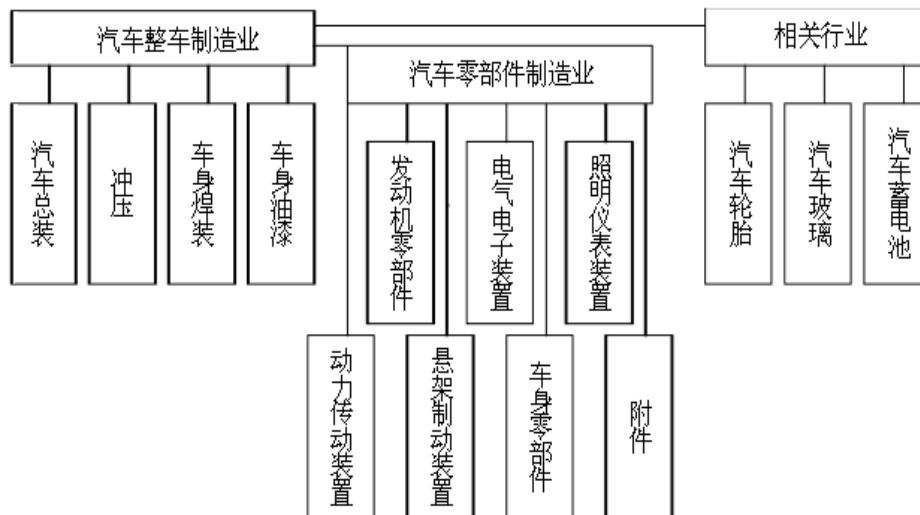 汽车整车制造业
相关行业
汽车零部件制造业
汽车总装
冲压
车身焊装
车身油漆
发动机零部件
电气电子装置
照明仪表装置
汽车轮胎
汽车玻璃
汽车蓄电池
动力传动装置
悬架制动装置
车身零部件
附件